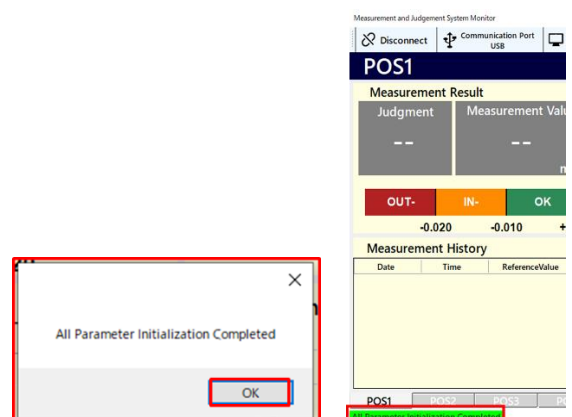 Measurement and Judgement System Monitor
Disconnect
Communication Port
USB
POS1
Measurement Result
Judgment
Measurement Valu
--
--
OUT-
IN-
OK
-0.020
-0.010
+
Measurement History
Date
Time
ReferenceValue
POS1
POS2
POS3
All Parameter Initialization Completed
All Parameter Initialization Completed
OK